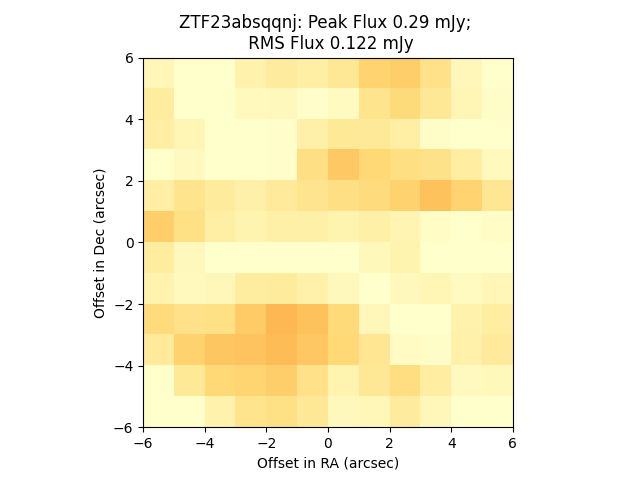 ZTF23absqqnj: Peak Flux 0.29 mJy;
RMS Flux 0.122 mJy
6
4
2
0
−2
−4
−6
Offset in Dec (arcsec)
−6 −4 −2 0 2 4 6
Offset in RA (arcsec)